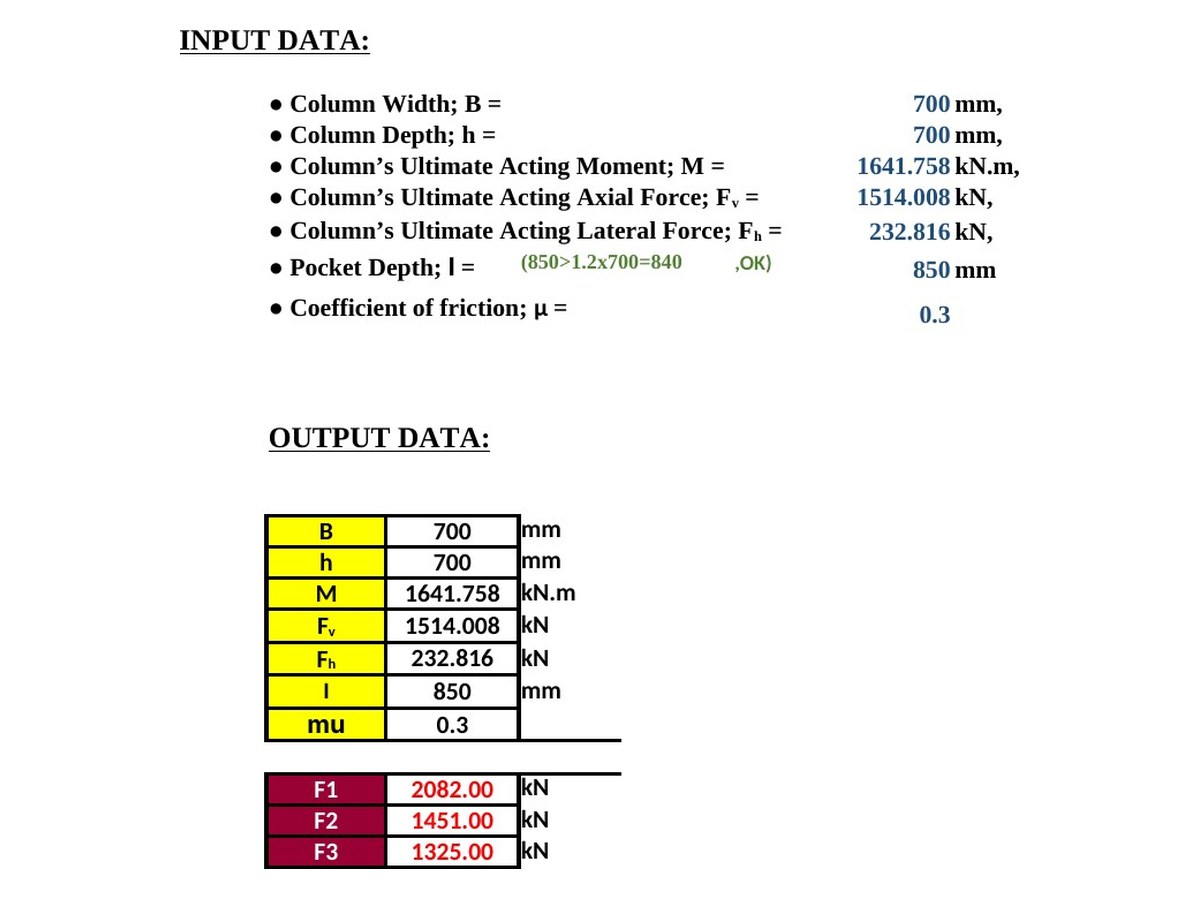 INPUT DATA:
● Column Width; B = 700 mm,
● Column Depth; h = 700 mm,
● Column’s Ultimate Acting Moment; M = 1641.758 kN.m,
● Column’s Ultimate Acting Axial Force; Fv = 1514.008 kN,
● Column’s Ultimate Acting Lateral Force; Fh = 232.816 kN,
● Pocket Depth; l = (850>1.2x700=840 ,OK) 850 mm
● Coefficient of friction; μ = 0.3
OUTPUT DATA:
B 700 mm
h 700 mm
M 1641.758 kN.m
Fv 1514.008 kN
Fh 232.816 kN
l 850 mm
mu 0.3
F1 2082.00 kN
F2 1451.00 kN
F3 1325.00 kN